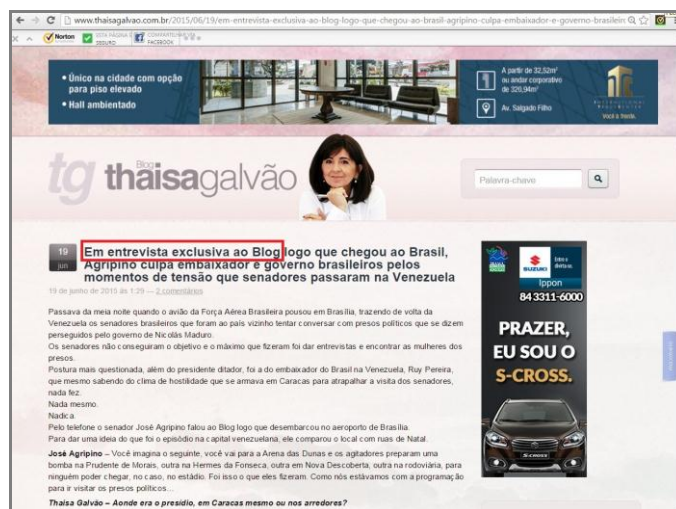 www.thaisagalvao.com.br/2015/06/19/em-entrevista-exclusiva-ao-blog-logo-que-chegou-ao-brasil-agripino-culpa-embaixador-e-governo-brasilein
Norton
SEGURO
FACEBOOK
• Único na cidade com opção
para piso elevado
• Hall ambientado
A partir de 32,52m²
ou andar corporativo
de 320,94m²
Av. Salgado Filho
Você à frente.
tg Blog thaisagalvão
Palavra-chave
19
jun
Em entrevista exclusiva ao Blog logo que chegou ao Brasil,
Agripino culpa embaixador e governo brasileiros pelos
momentos de tensão que senadores passaram na Venezuela
19 de junho de 2015 às 1:29 — 2 comentários
Passava da meia noite quando o avião da Força Aérea Brasileira pousou em Brasília, trazendo de volta da
Venezuela os senadores brasileiros que foram ao país vizinho tentar conversar com presos políticos que se dizem
perseguidos pelo governo de Nicolás Maduro.
Os senadores não conseguiram o objetivo e o máximo que fizeram foi dar entrevistas e encontrar as mulheres dos
presos.
Postura mais questionada, além do presidente ditador, foi a do embaixador do Brasil na Venezuela, Ruy Pereira,
que mesmo sabendo do clima de hostilidade que se armava em Caracas para atrapalhar a visita dos senadores,
nada fez.
Nada mesmo.
Nadica.
Pelo telefone o senador José Agripino falou ao Blog logo que desembarcou no aeroporto de Brasília.
Para dar uma ideia do que foi o episódio na capital venezuelana, ele comparou o local com ruas de Natal.
José Agripino – Você imagina o seguinte, você vai para a Arena das Dunas e os agitadores preparam uma
bomba na Prudente de Morais, outra na Hermes da Fonseca, outra em Nova Descoberta, outra na rodoviária, para
ninguém poder chegar, no caso, no estádio. Foi isso o que eles fizeram. Como nós estávamos com a programação
para ir visitar os presos políticos...
Thaisa Galvão – Aonde era o presídio, em Caracas mesmo ou nos arredores?
SUZUKI
Ippon
84 3311-6000
PRAZER,
EU SOU O
S-CROSS.
S-CROSS